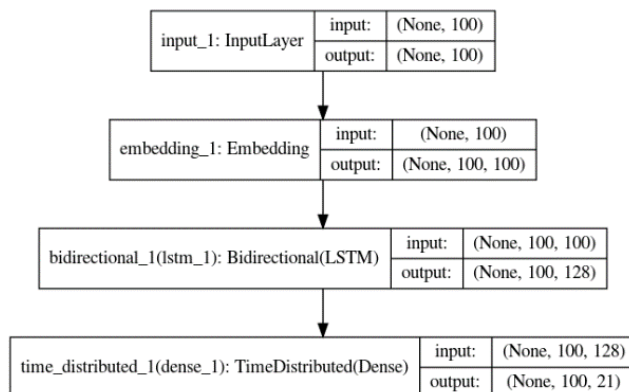 input_1: InputLayer
input: (None, 100)
output: (None, 100)
embedding_1: Embedding
input: (None, 100)
output: (None, 100, 100)
bidirectional_1(lstm_1): Bidirectional(LSTM)
input: (None, 100, 100)
output: (None, 100, 128)
time_distributed_1(dense_1): TimeDistributed(Dense)
input: (None, 100, 128)
output: (None, 100, 21)